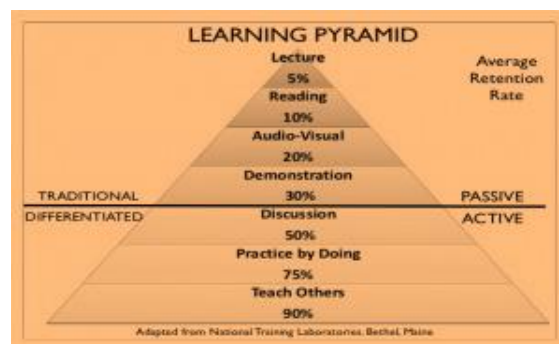 LEARNING PYRAMID
Lecture
5%
Average
Retention
Rate
Reading
10%
Audio-Visual
20%
Demonstration
30%
TRADITIONAL
PASSIVE
DIFFERENTIATED
ACTIVE
Discussion
50%
Practice by Doing
75%
Teach Others
90%
Adapted from National Training Laboratories. Bethel, Maine